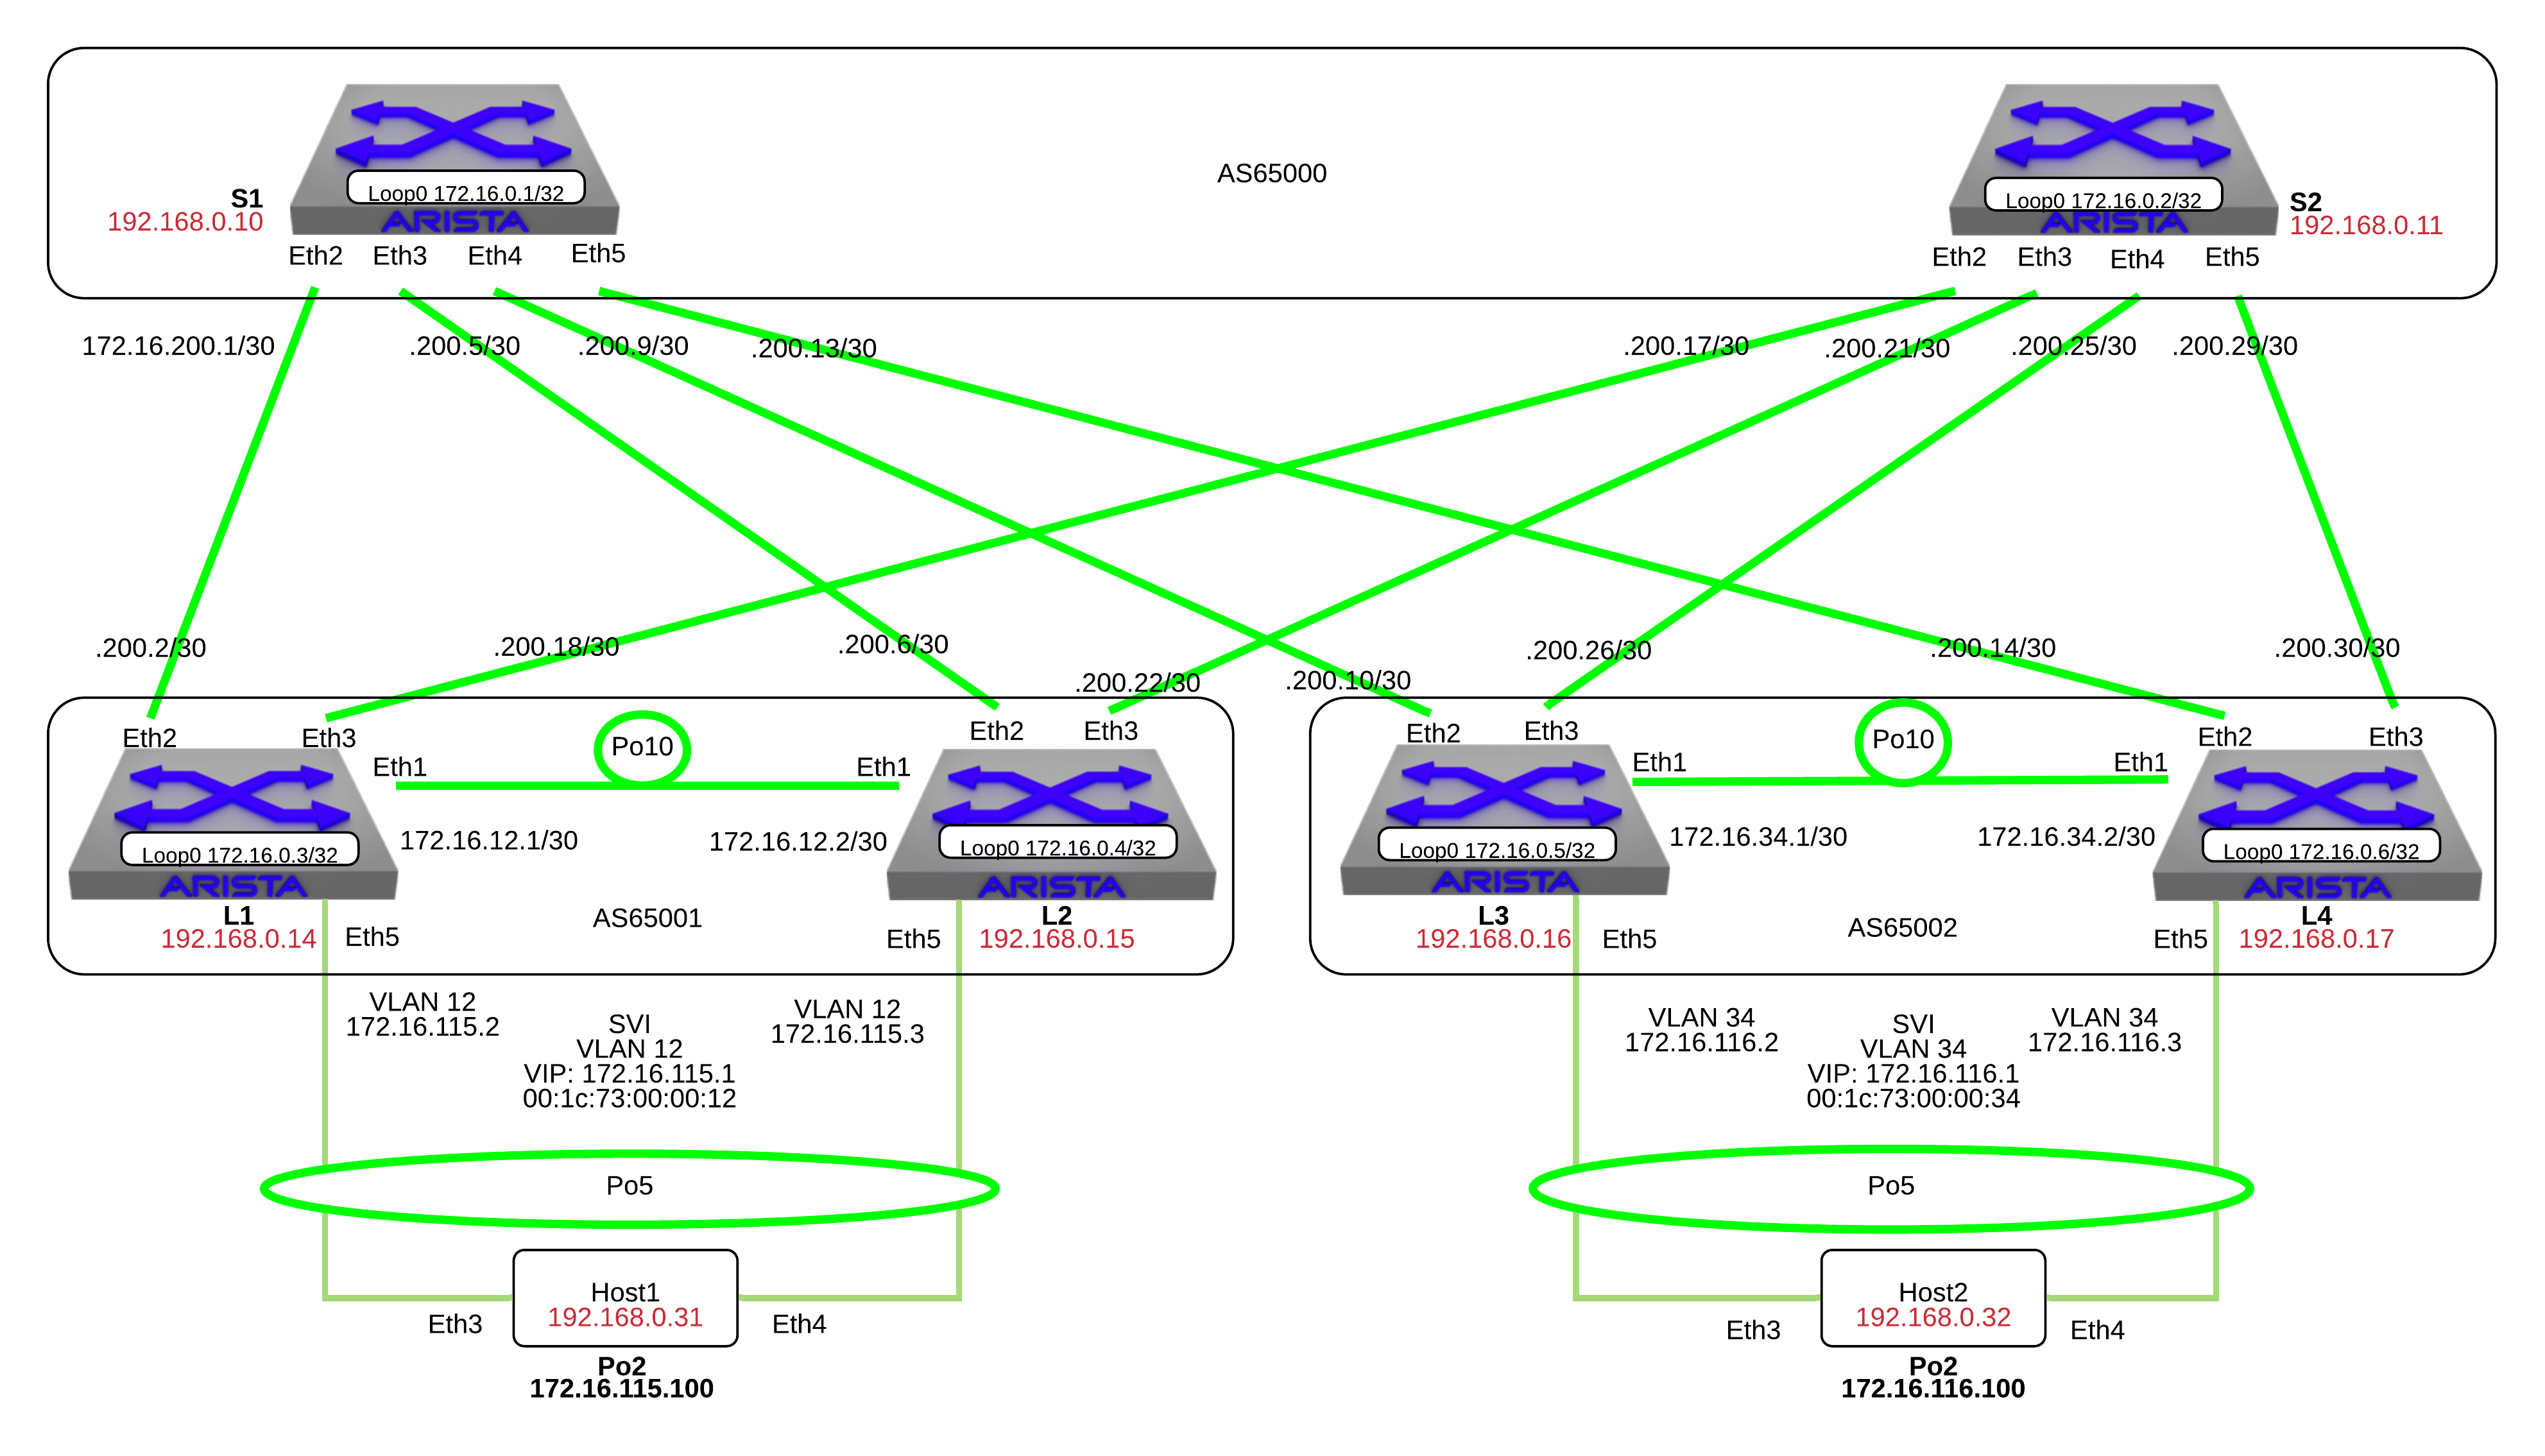 AS65000
Loop0 172.16.0.1/32
ARISTA
S1
192.168.0.10
Eth2
Eth3
Eth4
Eth5
Loop0 172.16.0.2/32
ARISTA
S2
192.168.0.11
Eth2
Eth3
Eth4
Eth5
172.16.200.1/30
.200.5/30
.200.9/30
.200.13/30
.200.17/30
.200.21/30
.200.25/30
.200.29/30
.200.2/30
.200.18/30
.200.6/30
.200.22/30
.200.10/30
.200.26/30
.200.14/30
.200.30/30
Eth2
Eth3
Eth1
Po10
Eth1
Eth2
Eth3
Loop0 172.16.0.3/32
ARISTA
172.16.12.1/30
172.16.12.2/30
Loop0 172.16.0.4/32
ARISTA
L1
192.168.0.14
Eth5
AS65001
Eth5
L2
192.168.0.15
Eth2
Eth3
Eth1
Po10
Eth1
Eth2
Eth3
Loop0 172.16.0.5/32
ARISTA
172.16.34.1/30
172.16.34.2/30
Loop0 172.16.0.6/32
ARISTA
L3
192.168.0.16
Eth5
AS65002
Eth5
L4
192.168.0.17
VLAN 12
172.16.115.2
SVI
VLAN 12
VIP: 172.16.115.1
00:1c:73:00:00:12
VLAN 12
172.16.115.3
VLAN 34
172.16.116.2
SVI
VLAN 34
VIP: 172.16.116.1
00:1c:73:00:00:34
VLAN 34
172.16.116.3
Po5
Po5
Host1
192.168.0.31
Eth3
Eth4
Po2
172.16.115.100
Host2
192.168.0.32
Eth3
Eth4
Po2
172.16.116.100